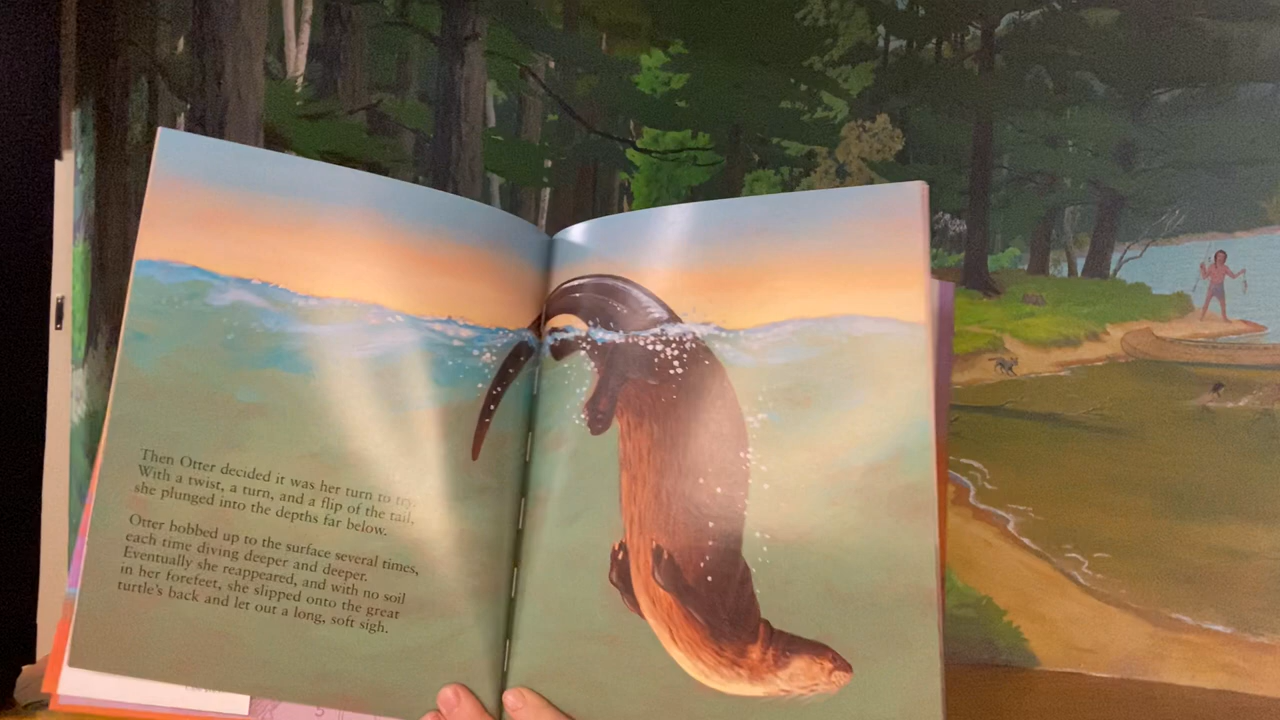 Then Otter decided it was her turn to try.
With a twist, a turn, and a flip of the tail,
she plunged into the depths far below.
Otter bobbed up to the surface several times,
each time diving deeper and deeper.
Eventually she reappeared, and with no soil
in her forefeet, she slipped onto the great
turtle's back and let out a long, soft sigh.